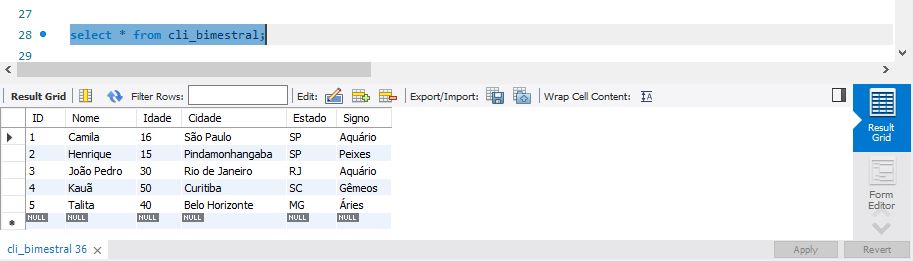 27
28 select * from cli_bimestral;
29
Result Grid Filter Rows: Edit: Export/Import: Wrap Cell Content:
ID Nome Idade Cidade Estado Signo
1 Camila 16 São Paulo SP Aquário
2 Henrique 15 Pindamonhangaba SP Peixes
3 João Pedro 30 Rio de Janeiro RJ Aquário
4 Kauã 50 Curitiba SC Gêmeos
5 Talita 40 Belo Horizonte MG Áries
NULL NULL NULL NULL NULL NULL
Result
Grid
Form
Editor
cli_bimestral 36 Apply Revert